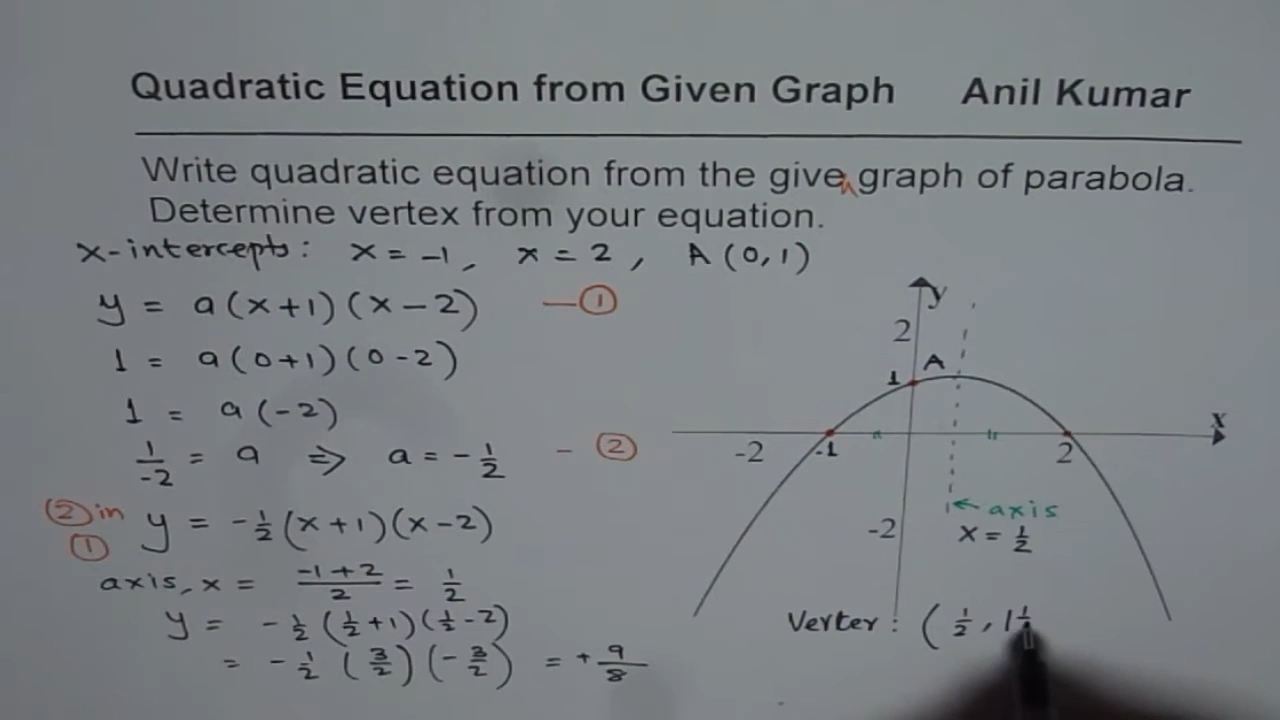 Quadratic Equation from Given Graph Anil Kumar
Write quadratic equation from the give graph of parabola.
Determine vertex from your equation.
x-intercepts: x = -1, x = 2, A (0,1)
y = a(x+1)(x-2) —①
1 = a(0+1)(0-2)
1 = a(-2)
1/-2 = a ⇒ a = -1/2 - ②
② in ① y = -1/2(x+1)(x-2)
axis, x = -1+2/2 = 1/2
y = -1/2(1/2+1)(1/2-2)
= -1/2(3/2)(-3/2) = +9/8
y
2
A
1
x
-2 -1 2
← axis
-2 x = 1/2
Verter: (1/2, 1